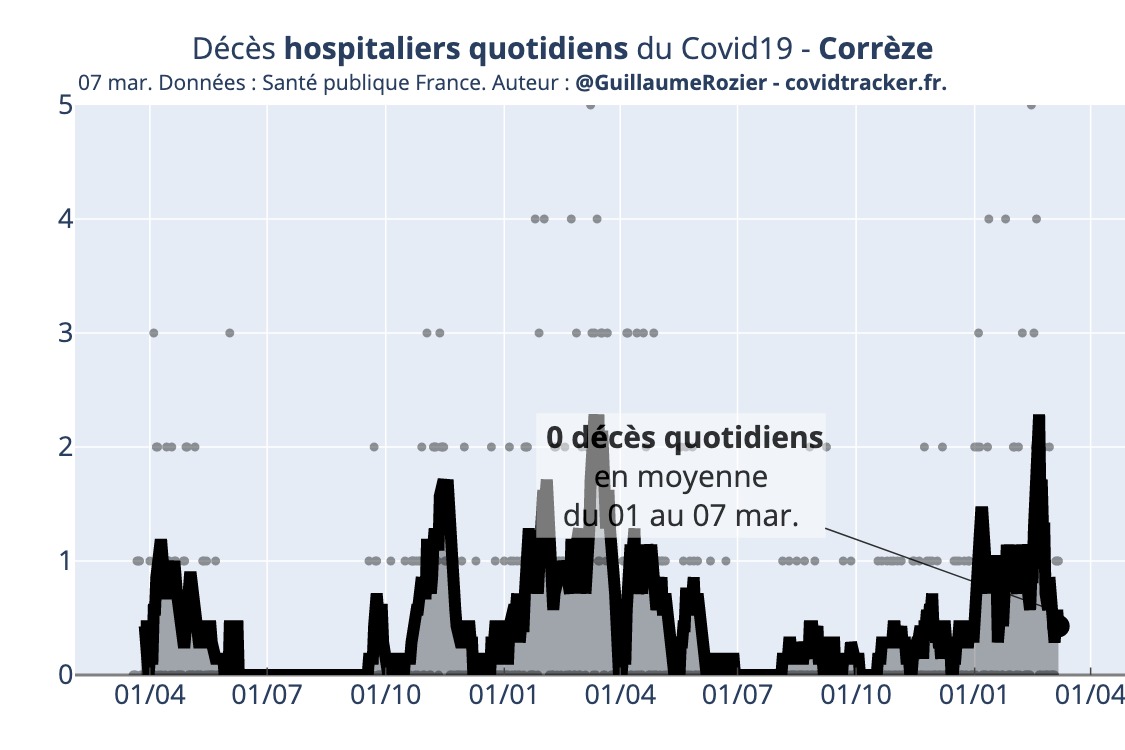 Décès hospitaliers quotidiens du Covid19 - Corrèze
07 mar. Données : Santé publique France. Auteur : @GuillaumeRozier - covidtracker.fr.
5
4
3
2
1
0
0 décès quotidiens
en moyenne
du 01 au 07 mar.
01/04 01/07 01/10 01/01 01/04 01/07 01/10 01/01 01/04